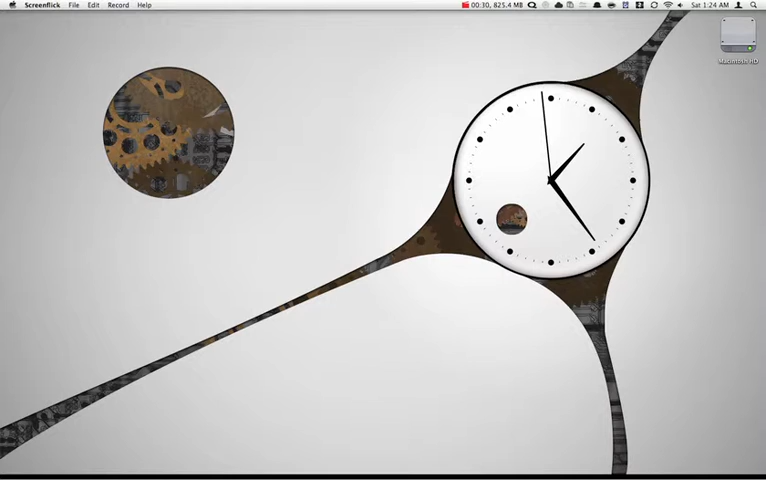 Screenflick File Edit Record Help 00:30, 825.4 MB Sat 1:24 AM
Macintosh HD